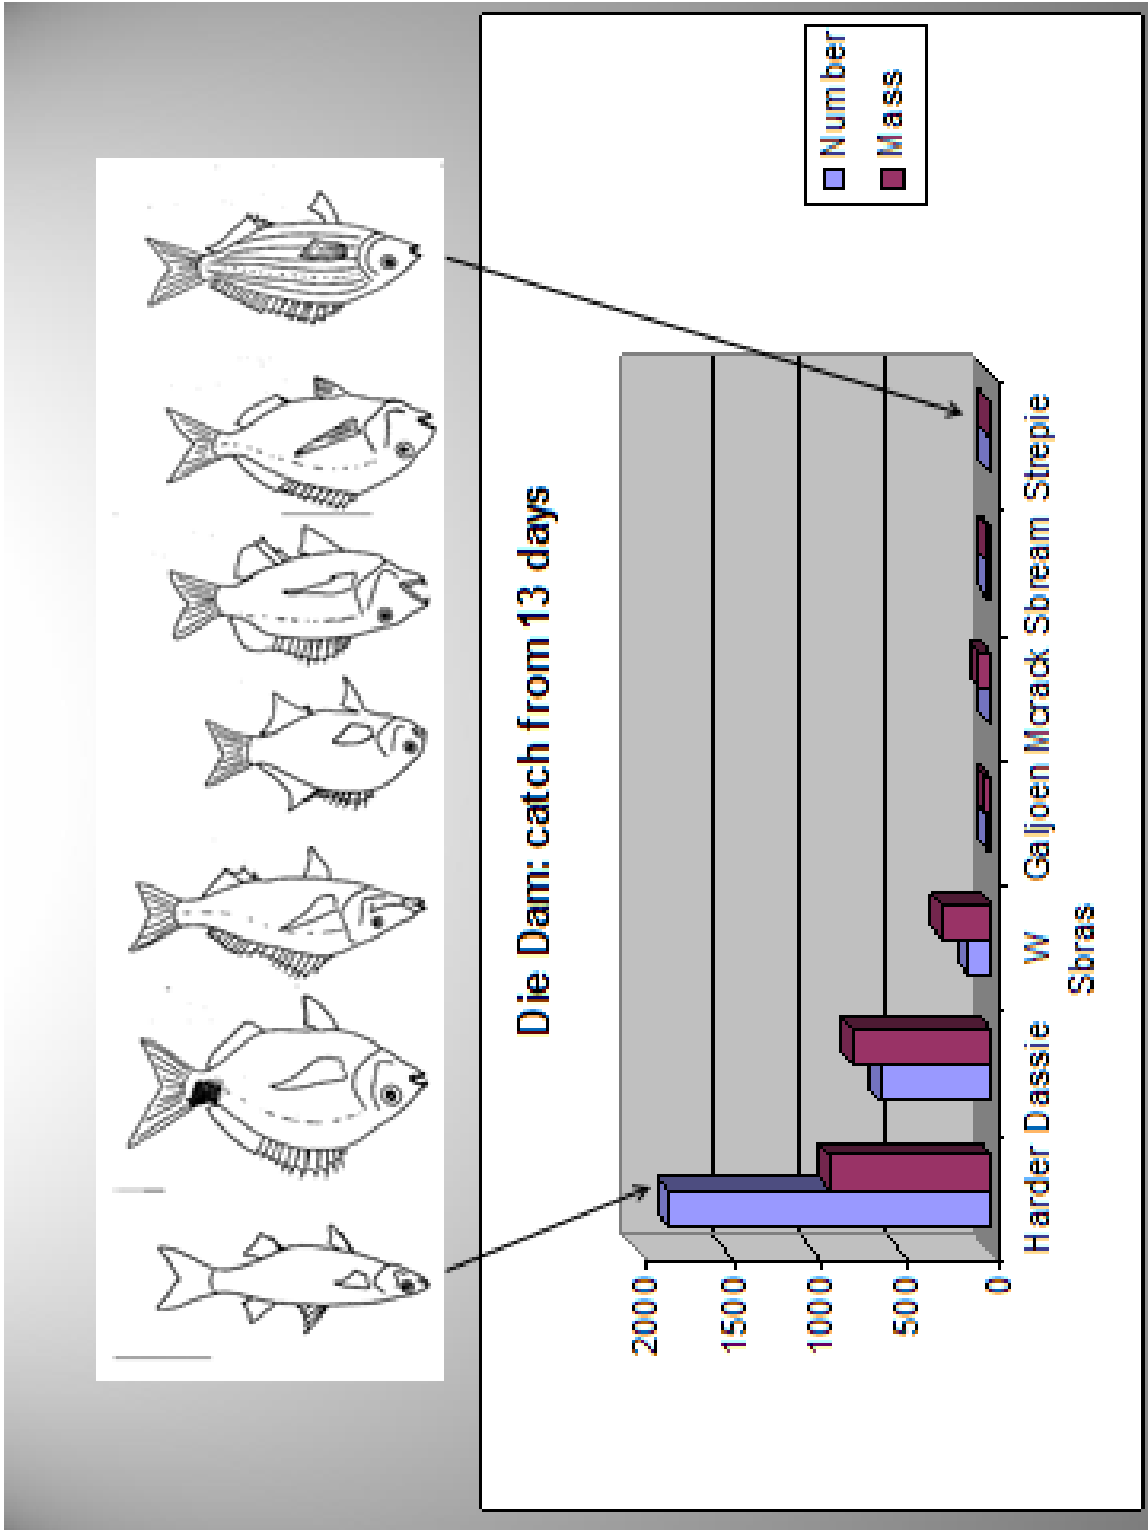 Die Dam: catch from 13 days
2000
1500
1000
500
0
Harder Dassie W Galjoen Mcrack Sbream Strepie
Sbras
Number
Mass